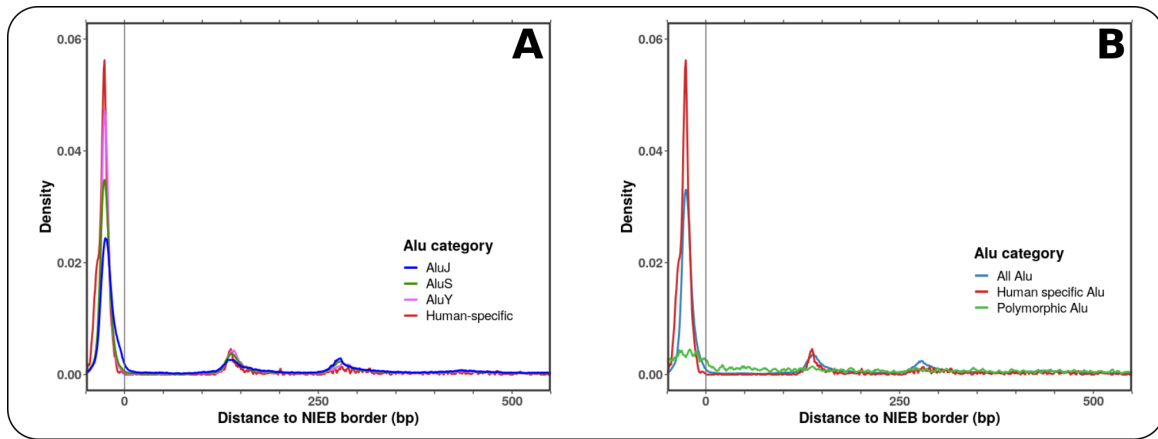 A
0.06
0.04
0.02
0.00
Density
Alu category
AluJ
AluS
AluY
Human-specific
0
250
500
Distance to NIEB border (bp)
B
0.06
0.04
0.02
0.00
Density
Alu category
All Alu
Human specific Alu
Polymorphic Alu
0
250
500
Distance to NIEB border (bp)